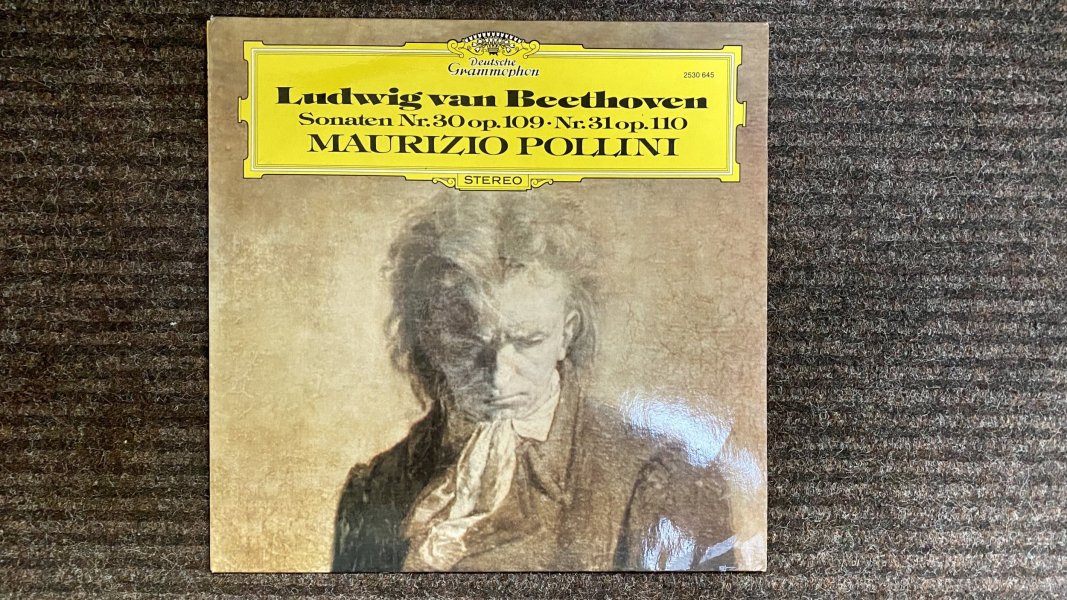 Deutsche
Grammophon
2530 645
Ludwig van Beethoven
Sonaten Nr. 30 op. 109 · Nr. 31 op. 110
MAURIZIO POLLINI
STEREO